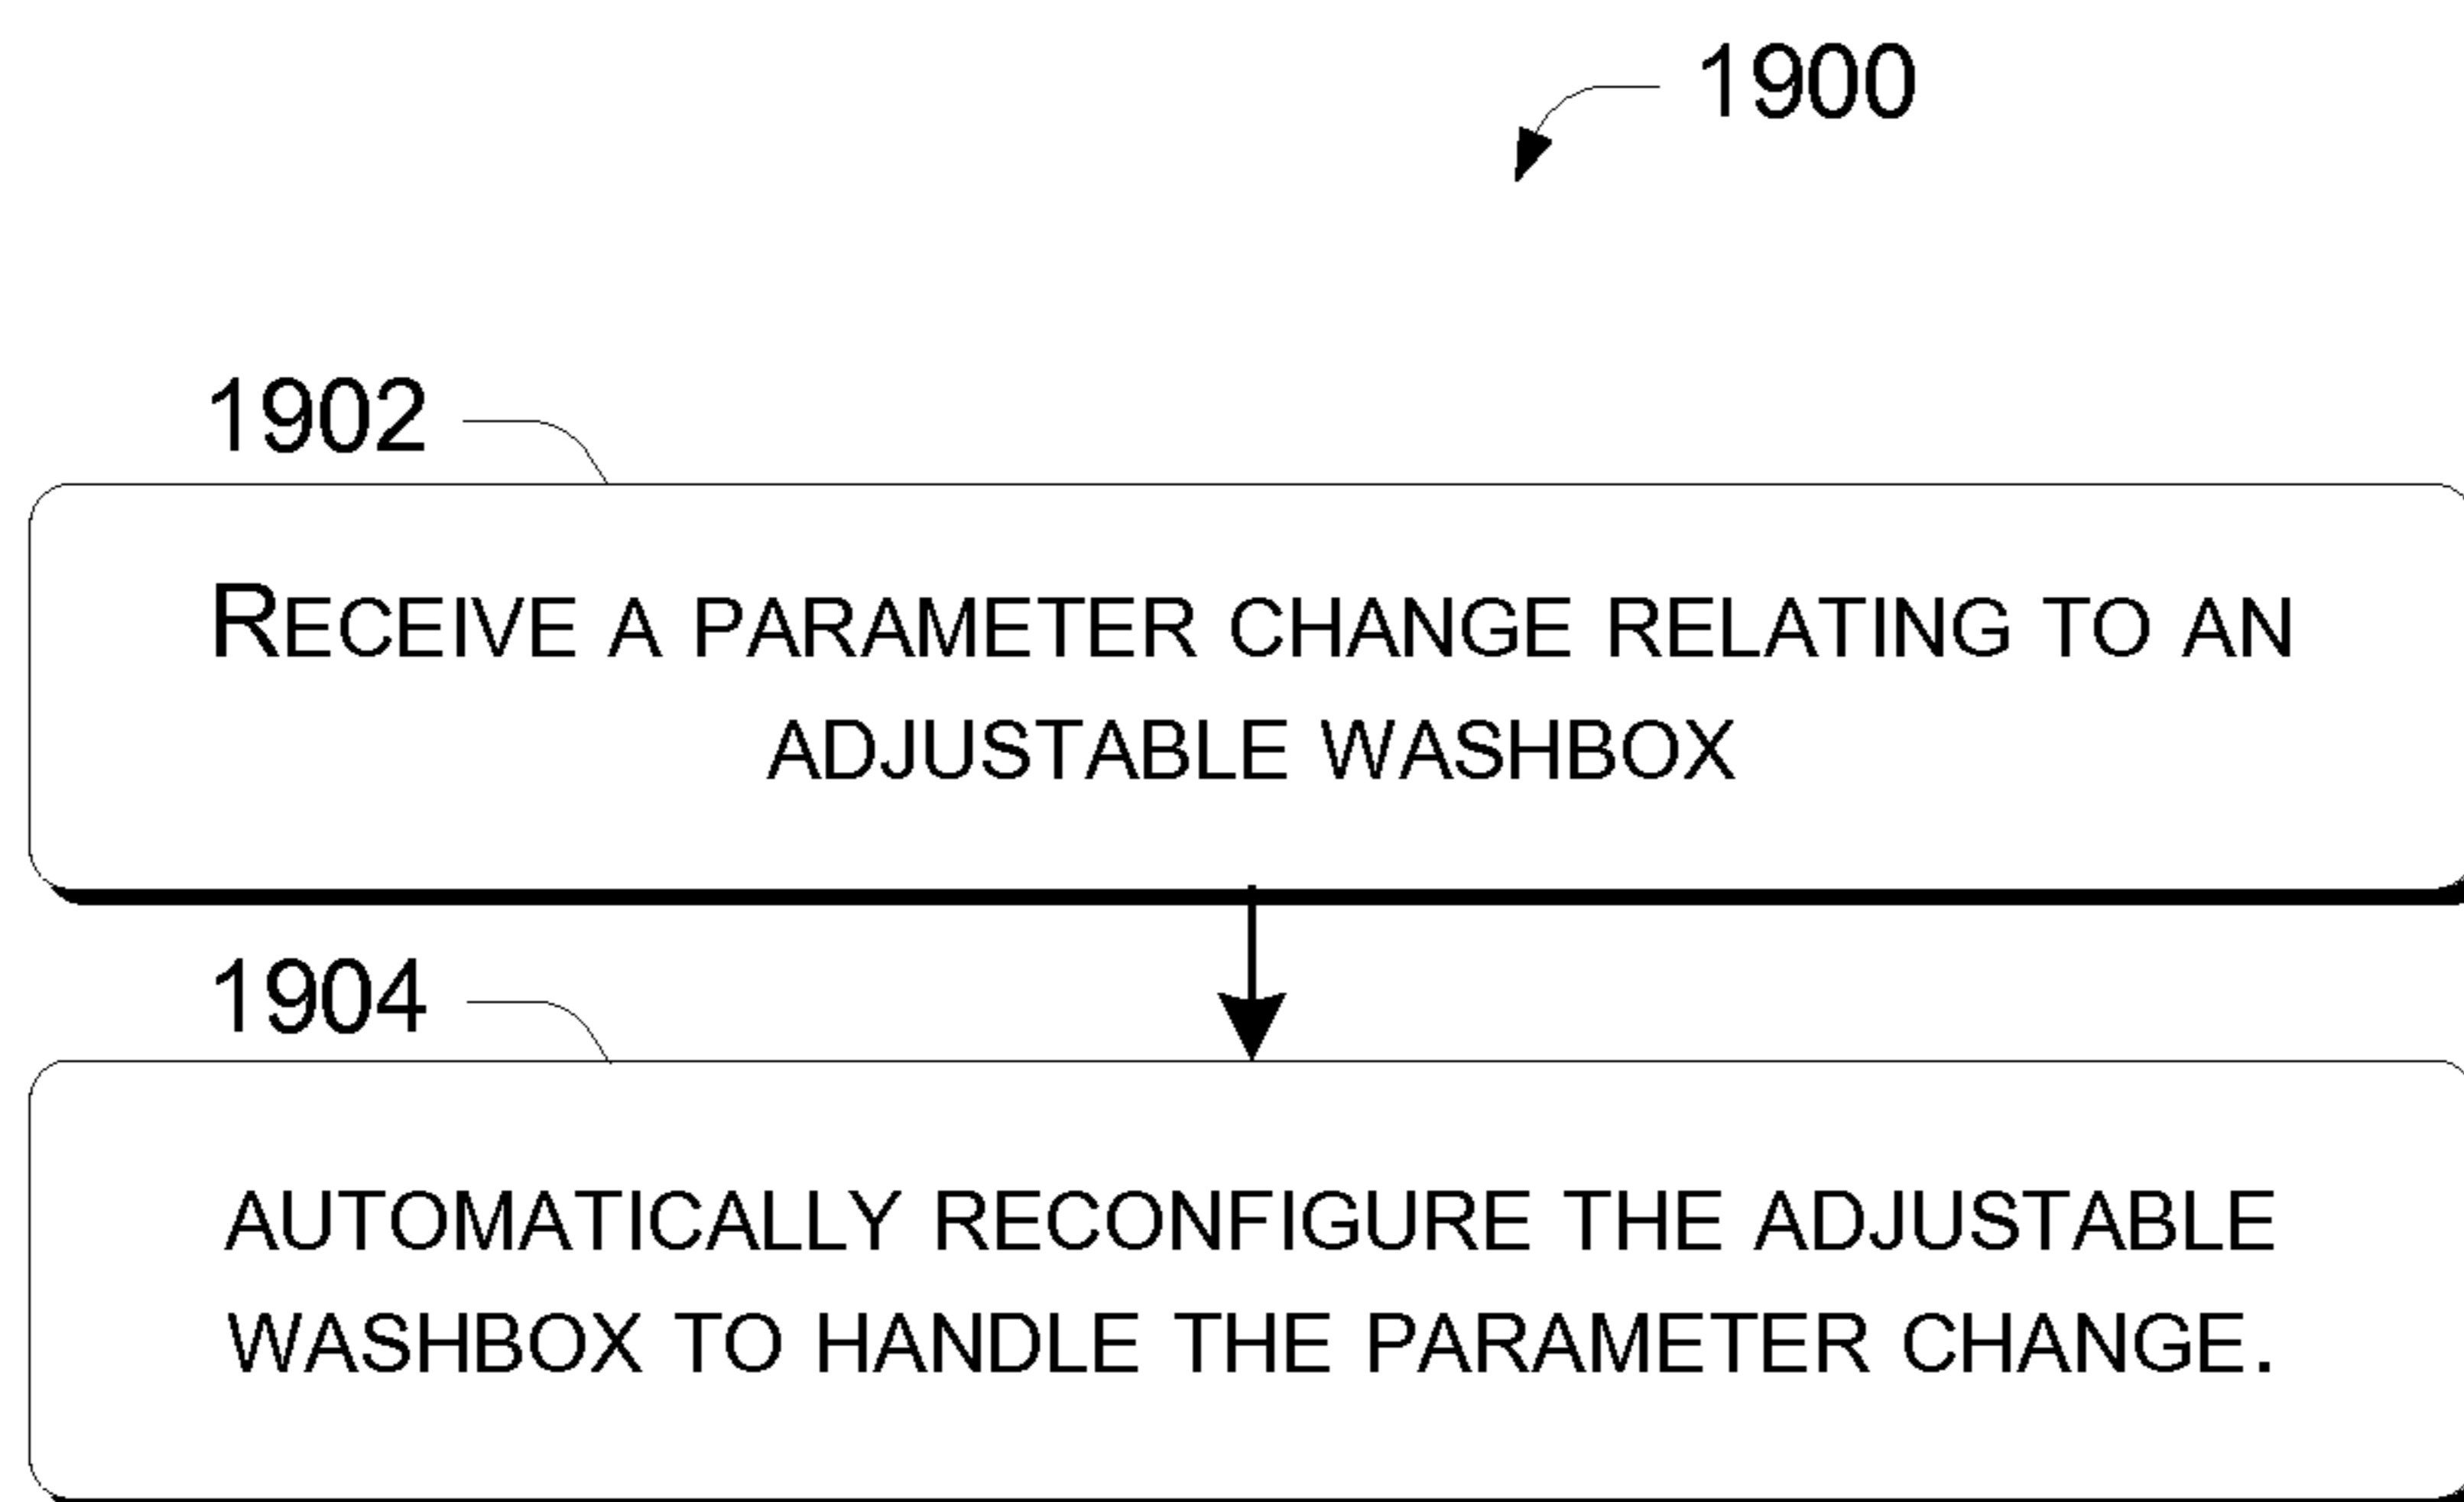 1900
1902
RECEIVE A PARAMETER CHANGE RELATING TO AN
ADJUSTABLE WASHBOX
1904
AUTOMATICALLY RECONFIGURE THE ADJUSTABLE
WASHBOX TO HANDLE THE PARAMETER CHANGE.